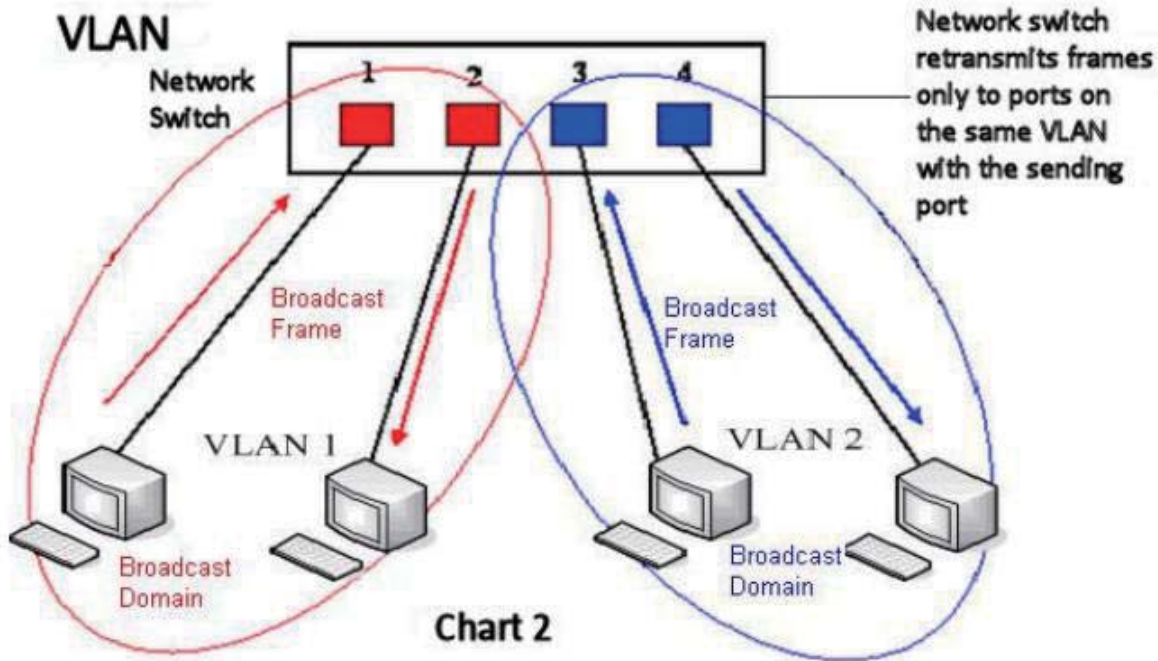 VLAN
Network
Switch
1 2 3 4
Network switch
retransmits frames
only to ports on
the same VLAN
with the sending
port
Broadcast
Frame
Broadcast
Frame
VLAN 1
VLAN 2
Broadcast
Domain
Broadcast
Domain
Chart 2